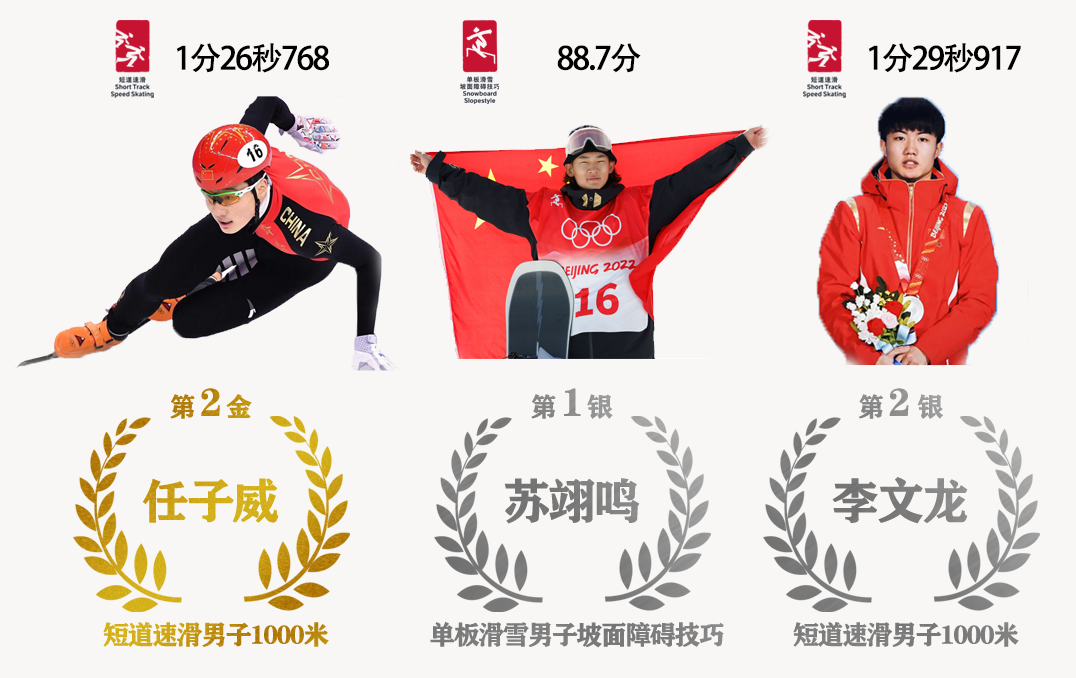 短道速滑
Short Track
Speed Skating
1分26秒768
单板滑雪
坡面障碍技巧
Snowboard
Slopestyle
88.7分
短道速滑
Short Track
Speed Skating
1分29秒917
16
CHINA
BEIJING 2022
16
BEIJING 2022
第2金
任子威
短道速滑男子1000米
第1银
苏翊鸣
单板滑雪男子坡面障碍技巧
第2银
李文龙
短道速滑男子1000米